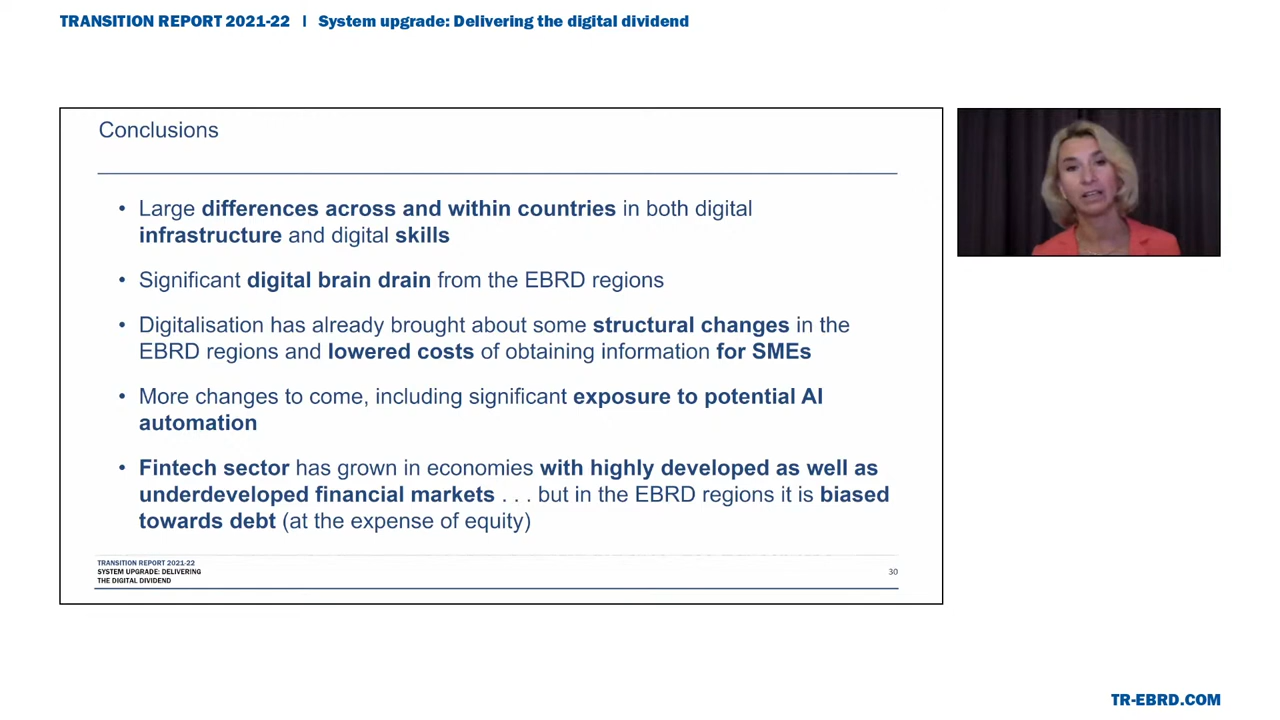 TRANSITION REPORT 2021-22 | System upgrade: Delivering the digital dividend
Conclusions
• Large differences across and within countries in both digital
infrastructure and digital skills
• Significant digital brain drain from the EBRD regions
• Digitalisation has already brought about some structural changes in the
EBRD regions and lowered costs of obtaining information for SMEs
• More changes to come, including significant exposure to potential AI
automation
• Fintech sector has grown in economies with highly developed as well as
underdeveloped financial markets . . . but in the EBRD regions it is biased
towards debt (at the expense of equity)
TRANSITION REPORT 2021-22
SYSTEM UPGRADE: DELIVERING
THE DIGITAL DIVIDEND
30
TR-EBRD.COM